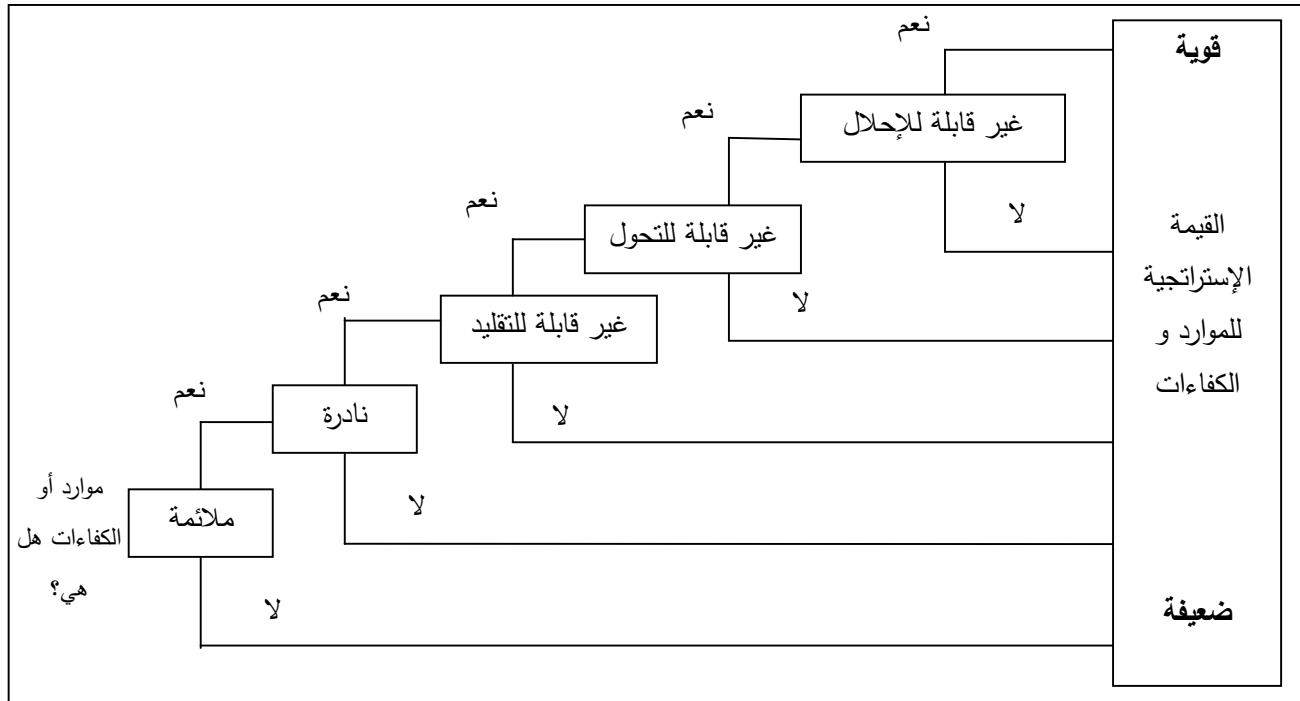 نعم
قوية
غير قابلة للإحلال
نعم
لا
غير قابلة للتحول
نعم
القيمة
الإستراتجية
للموارد و
الكفاءات
لا
غير قابلة للتقليد
نعم
لا
نادرة
نعم
لا
موارد أو
الكفاءات هل
هي؟
ملائمة
لا
ضعيفة